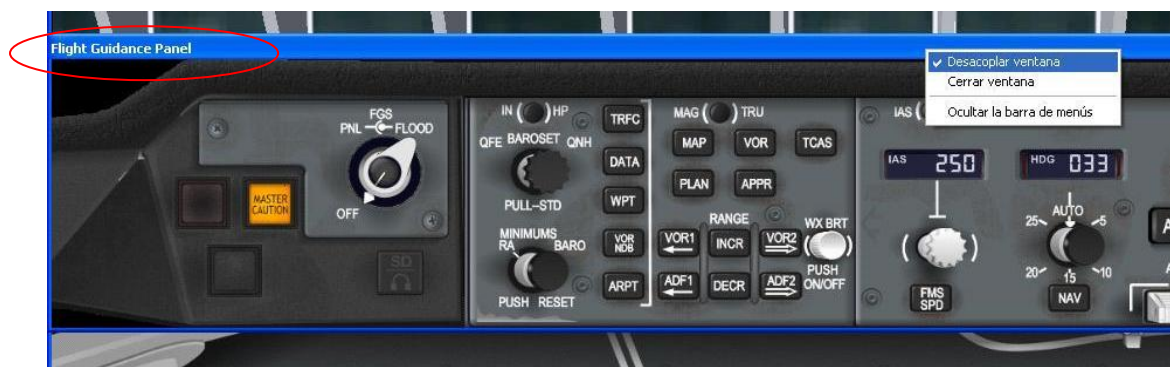 Flight Guidance Panel
Desacoplar ventana
Cerrar ventana
Ocultar la barra de menús
FGS
PNL FLOOD
OFF
MASTER
CAUTION
SD
IN ( ) HP
QFE BAROSET QNH
PULL-STD
MINIMUMS
RA BARO
PUSH RESET
TRFC
DATA
WPT
VOR
NDB
ARPT
MAG ( ) TRU
MAP VOR TCAS
PLAN APPR
RANGE
WX BRT
VOR1 INCR VOR2
PUSH
ON/OFF
ADF1 DECR ADF2
IAS (
IAS 250
FMS
SPD
HDG 033
AUTO
25 5
20 15 10
NAV